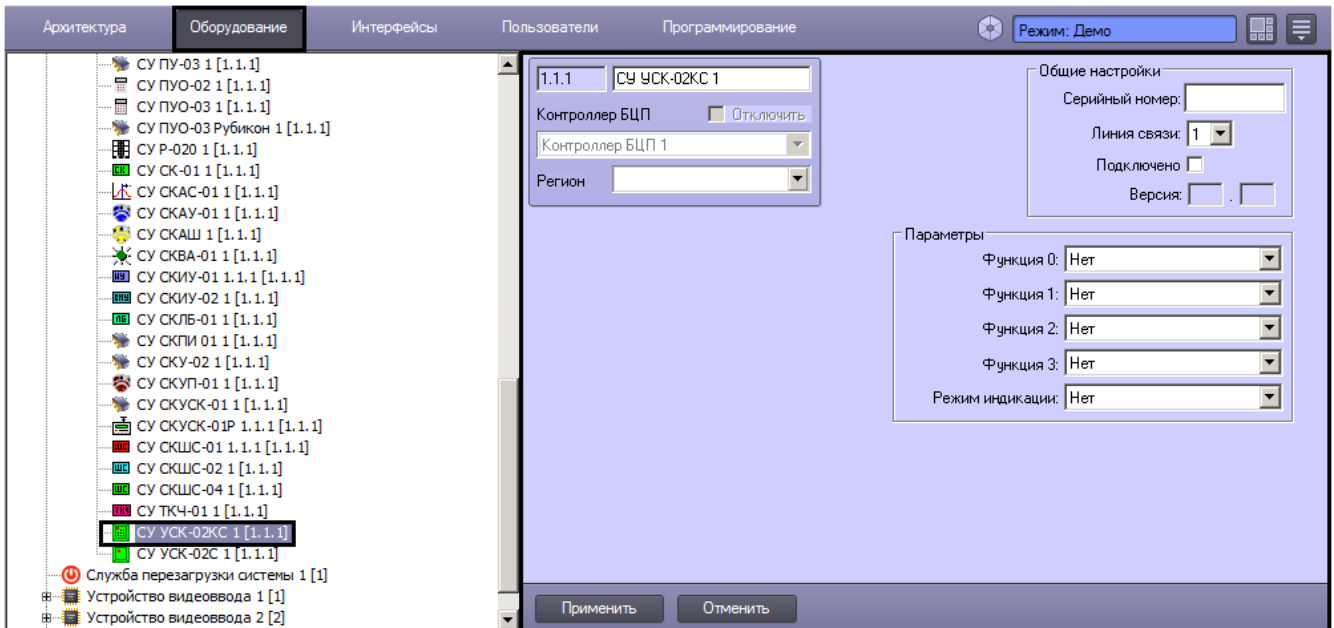 Архитектура
Оборудование
Интерфейсы
Пользователи
Программирование
Режим: Демо
СУ ПУ-03 1 [1.1.1]
СУ ПУО-02 1 [1.1.1]
СУ ПУО-03 1 [1.1.1]
СУ ПУО-03 Рубикон 1 [1.1.1]
СУ Р-020 1 [1.1.1]
СУ СК-01 1 [1.1.1]
СУ СКАС-01 1 [1.1.1]
СУ СКАУ-01 1 [1.1.1]
СУ СКАШ 1 [1.1.1]
СУ СКВА-01 1 [1.1.1]
СУ СКИУ-01 1.1.1 [1.1.1]
СУ СКИУ-02 1 [1.1.1]
СУ СКЛБ-01 1 [1.1.1]
СУ СКПИ 01 1 [1.1.1]
СУ СКУ-02 1 [1.1.1]
СУ СКУП-01 1 [1.1.1]
СУ СКУСК-01 1 [1.1.1]
СУ СКУСК-01Р 1.1.1 [1.1.1]
СУ СКШС-01 1.1.1 [1.1.1]
СУ СКШС-02 1 [1.1.1]
СУ СКШС-04 1 [1.1.1]
СУ ТКЧ-01 1 [1.1.1]
СУ УСК-02КС 1 [1.1.1]
СУ УСК-02С 1 [1.1.1]
Служба перезагрузки системы 1 [1]
Устройство видеоввода 1 [1]
Устройство видеоввода 2 [2]
1.1.1
СУ УСК-02КС 1
Контроллер БЦП
Отключить
Контроллер БЦП 1
Регион
Общие настройки
Серийный номер:
Линия связи: 1
Подключено
Версия: .
Параметры
Функция 0: Нет
Функция 1: Нет
Функция 2: Нет
Функция 3: Нет
Режим индикации: Нет
Применить
Отменить